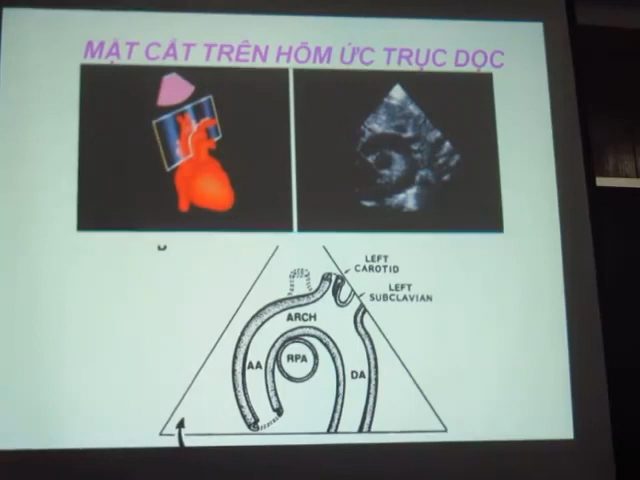 MẶT CẮT TRÊN HÕM ỨC TRỤC DỌC
LEFT
CAROTID
LEFT
SUBCLAVIAN
ARCH
AA
RPA
DA